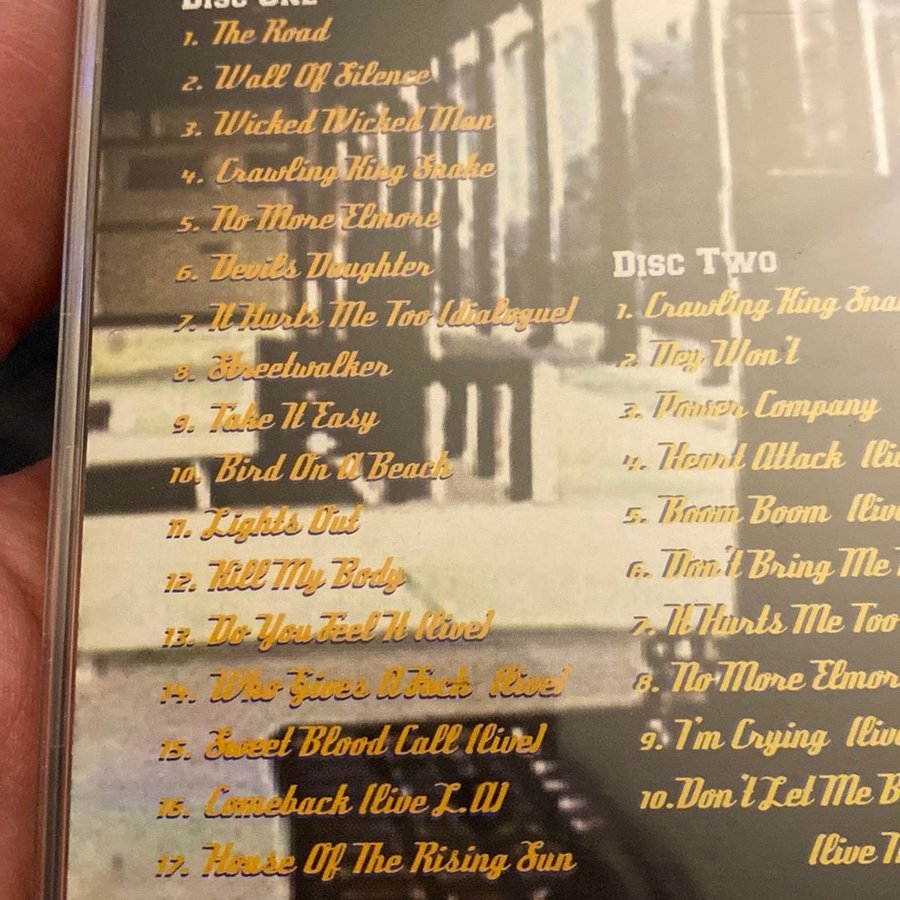 Disc One
1. The Road
2. Wall Of Silence
3. Wicked Wicked Man
4. Crawling King Snake
5. No More Elmore
6. Devils Daughter
7. It Hurts Me Too (dialogue)
8. Streetwalker
9. Take It Easy
10. Bird On A Beach
11. Lights Out
12. Kill My Body
13. Do You Feel It (live)
14. Who Gives A Fuck (live)
15. Sweet Blood Call (live)
16. Comeback (live L.A)
17. House Of The Rising Sun
Disc Two
1. Crawling King
2. Dey Won't
3. Power Company
4. Heart Attack
5. Boom Boom
6. Don't Bring Me
7. It Hurts Me Too
8. No More
9. I'm Crying
10. Don't Let Me
(live